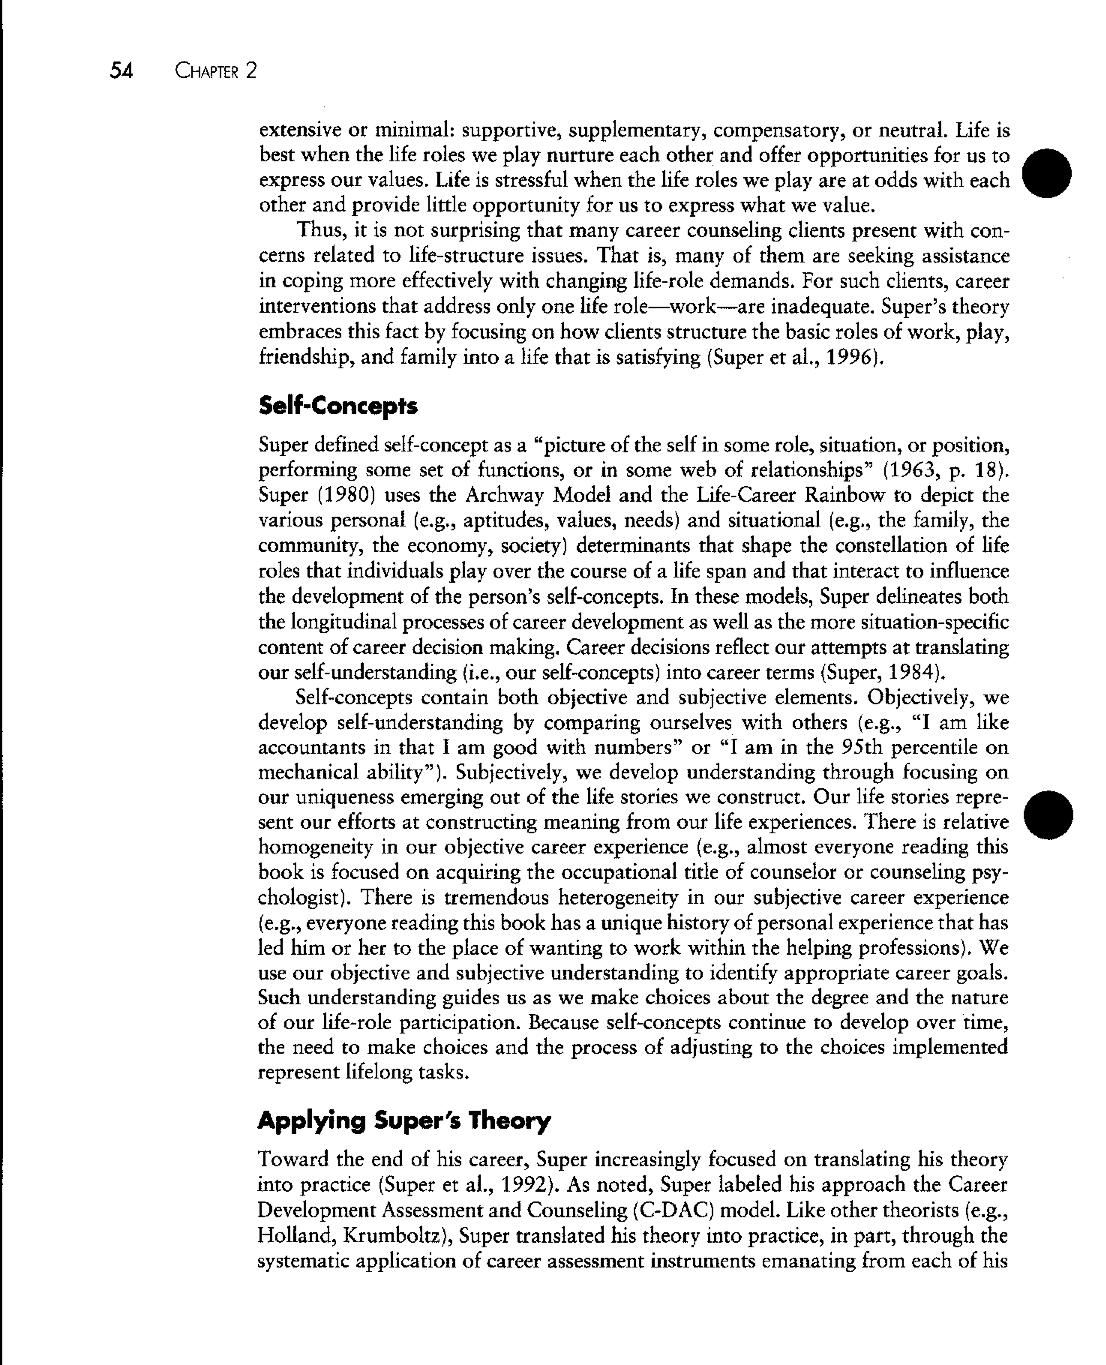 54 CHAPTER 2
extensive or minimal: supportive, supplementary, compensatory, or neutral. Life is
best when the life roles we play nurture each other and offer opportunities for us to
express our values. Life is stressful when the life roles we play are at odds with each
other and provide little opportunity for us to express what we value.
Thus, it is not surprising that many career counseling clients present with con-
cerns related to life-structure issues. That is, many of them are seeking assistance
in coping more effectively with changing life-role demands. For such clients, career
interventions that address only one life role—work—are inadequate. Super's theory
embraces this fact by focusing on how clients structure the basic roles of work, play,
friendship, and family into a life that is satisfying (Super et al., 1996).
Self-Concepts
Super defined self-concept as a “picture of the self in some role, situation, or position,
performing some set of functions, or in some web of relationships” (1963, p. 18).
Super (1980) uses the Archway Model and the Life-Career Rainbow to depict the
various personal (e.g., aptitudes, values, needs) and situational (e.g., the family, the
community, the economy, society) determinants that shape the constellation of life
roles that individuals play over the course of a life span and that interact to influence
the development of the person's self-concepts. In these models, Super delineates both
the longitudinal processes of career development as well as the more situation-specific
content of career decision making. Career decisions reflect our attempts at translating
our self-understanding (i.e., our self-concepts) into career terms (Super, 1984).
Self-concepts contain both objective and subjective elements. Objectively, we
develop self-understanding by comparing ourselves with others (e.g., “I am like
accountants in that I am good with numbers” or “I am in the 95th percentile on
mechanical ability”). Subjectively, we develop understanding through focusing on
our uniqueness emerging out of the life stories we construct. Our life stories repre-
sent our efforts at constructing meaning from our life experiences. There is relative
homogeneity in our objective career experience (e.g., almost everyone reading this
book is focused on acquiring the occupational title of counselor or counseling psy-
chologist). There is tremendous heterogeneity in our subjective career experience
(e.g., everyone reading this book has a unique history of personal experience that has
led him or her to the place of wanting to work within the helping professions). We
use our objective and subjective understanding to identify appropriate career goals.
Such understanding guides us as we make choices about the degree and the nature
of our life-role participation. Because self-concepts continue to develop over time,
the need to make choices and the process of adjusting to the choices implemented
represent lifelong tasks.
Applying Super's Theory
Toward the end of his career, Super increasingly focused on translating his theory
into practice (Super et al., 1992). As noted, Super labeled his approach the Career
Development Assessment and Counseling (C-DAC) model. Like other theorists (e.g.,
Holland, Krumboltz), Super translated his theory into practice, in part, through the
systematic application of career assessment instruments emanating from each of his